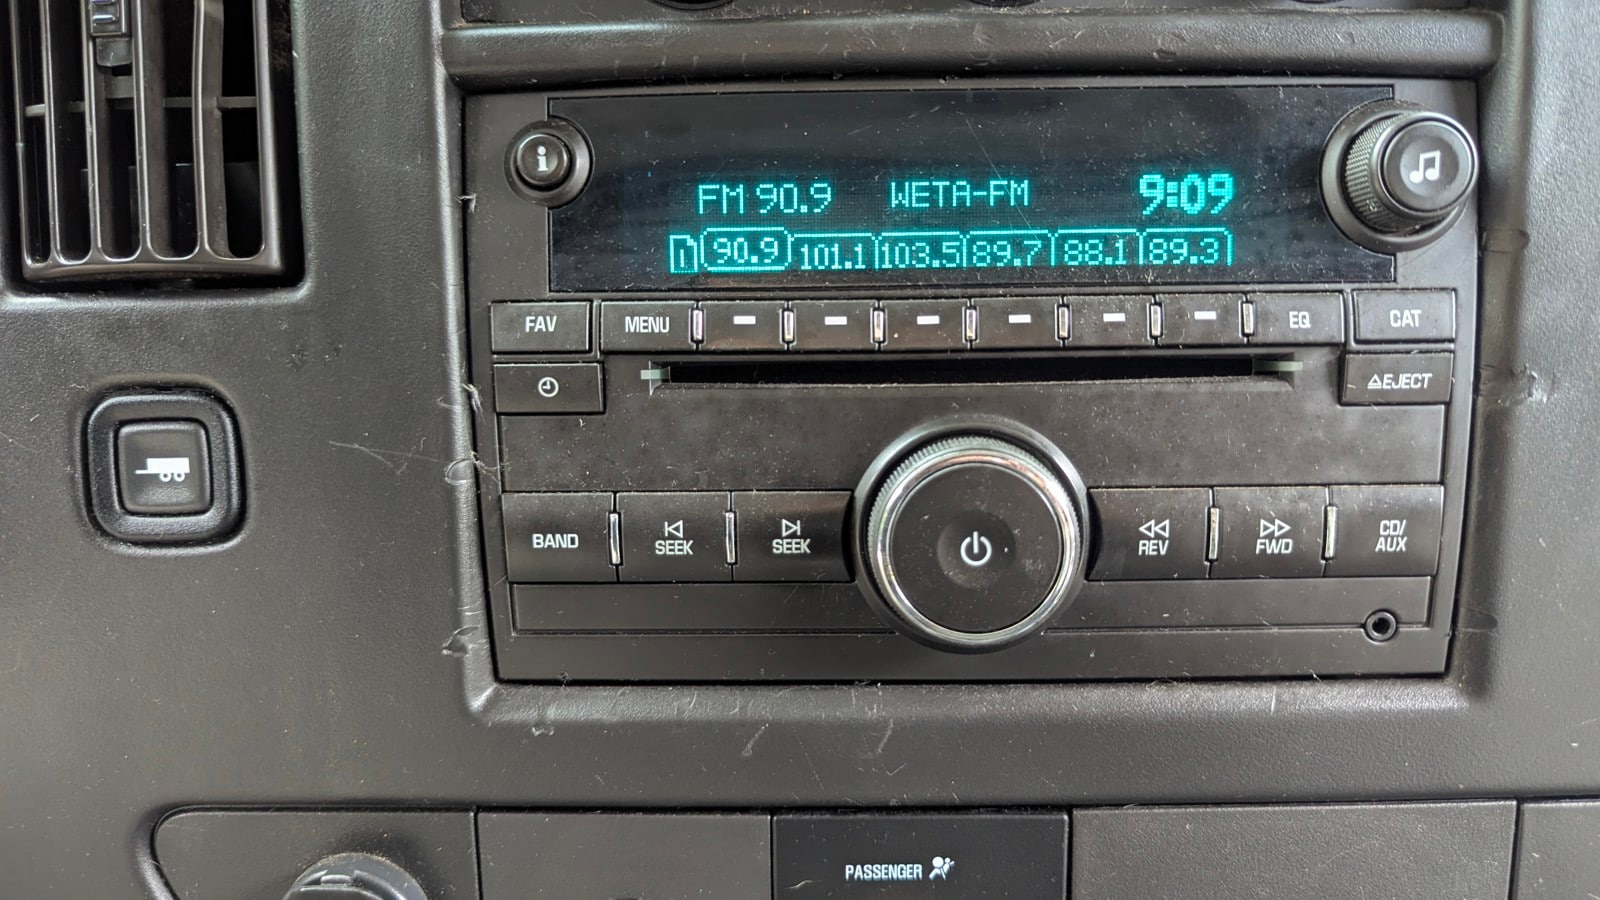 i
FM 90.9 WETA-FM 9:09
90.9 101.1 103.5 89.7 88.1 89.3
FAV MENU EQ CAT
EJECT
BAND SEEK SEEK REV FWD CD/
AUX
PASSENGER